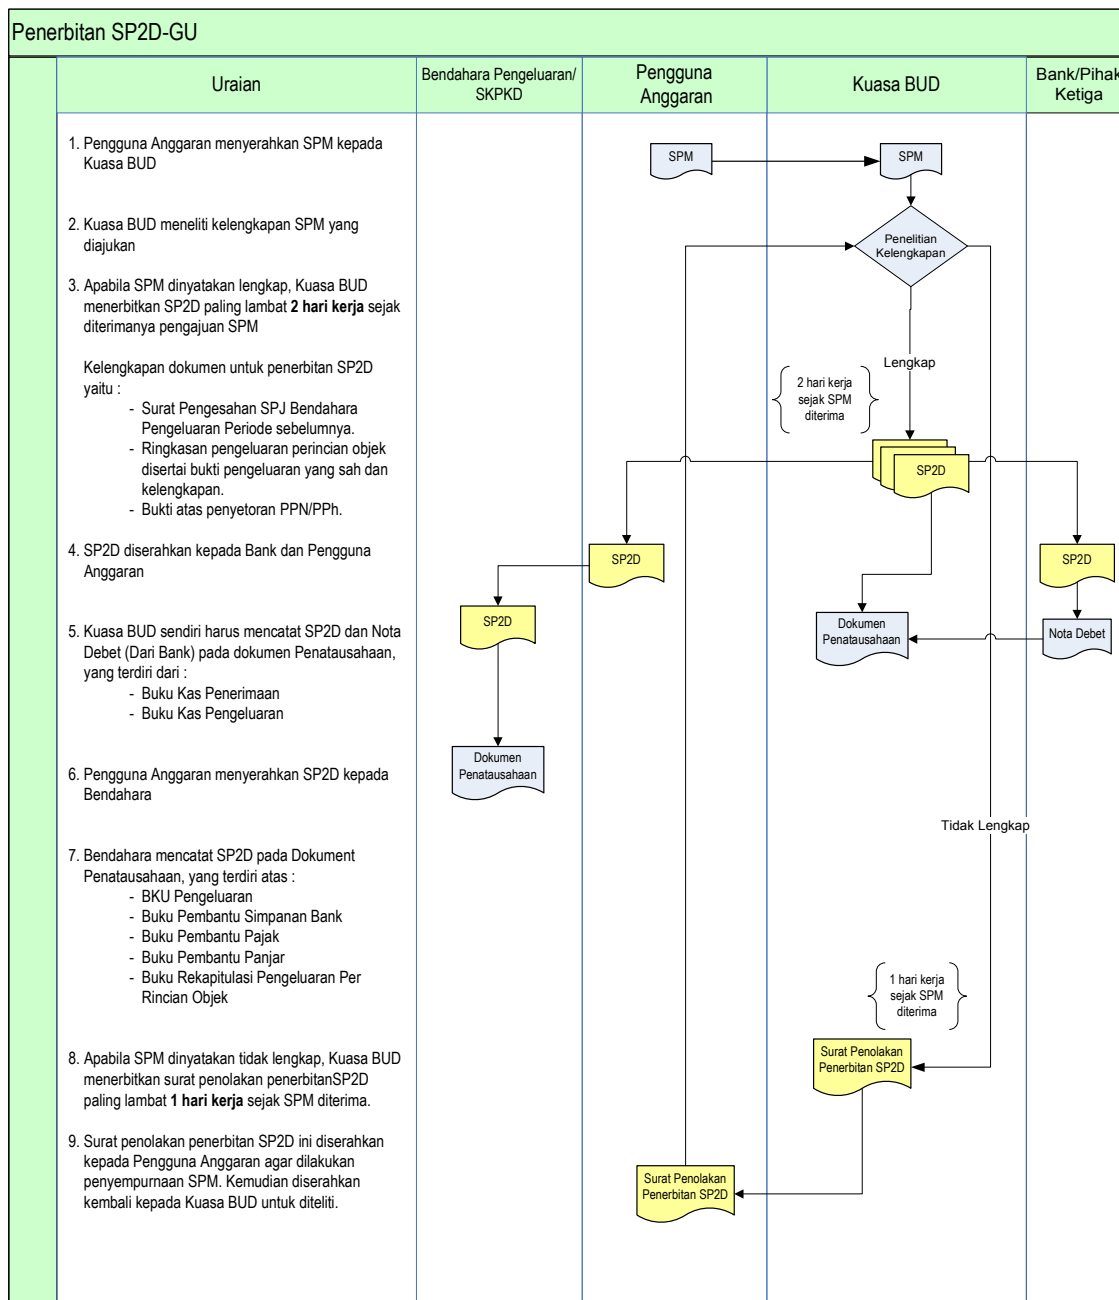 Penerbitan SP2D-GU
Uraian
Bendahara Pengeluaran/
SKPKD
Pengguna
Anggaran
Kuasa BUD
Bank/Pihak
Ketiga
1. Pengguna Anggaran menyerahkan SPM kepada
Kuasa BUD
2. Kuasa BUD meneliti kelengkapan SPM yang
diajukan
3. Apabila SPM dinyatakan lengkap, Kuasa BUD
menerbitkan SP2D paling lambat 2 hari kerja sejak
diterimanya pengajuan SPM
Kelengkapan dokumen untuk penerbitan SP2D
yaitu :
- Surat Pengesahan SPJ Bendahara
Pengeluaran Periode sebelumnya.
- Ringkasan pengeluaran perincian objek
disertai bukti pengeluaran yang sah dan
kelengkapan.
- Bukti atas penyetoran PPN/PPh.
4. SP2D diserahkan kepada Bank dan Pengguna
Anggaran
5. Kuasa BUD sendiri harus mencatat SP2D dan Nota
Debet (Dari Bank) pada dokumen Penatausahaan,
yang terdiri dari :
- Buku Kas Penerimaan
- Buku Kas Pengeluaran
6. Pengguna Anggaran menyerahkan SP2D kepada
Bendahara
7. Bendahara mencatat SP2D pada Dokument
Penatausahaan, yang terdiri atas :
- BKU Pengeluaran
- Buku Pembantu Simpanan Bank
- Buku Pembantu Pajak
- Buku Pembantu Panjar
- Buku Rekapitulasi Pengeluaran Per
Rincian Objek
8. Apabila SPM dinyatakan tidak lengkap, Kuasa BUD
menerbitkan surat penolakan penerbitanSP2D
paling lambat 1 hari kerja sejak SPM diterima.
9. Surat penolakan penerbitan SP2D ini diserahkan
kepada Pengguna Anggaran agar dilakukan
penyempurnaan SPM. Kemudian diserahkan
kembali kepada Kuasa BUD untuk diteliti.
SPM
SPM
Penelitian
Kelengkapan
Lengkap
2 hari kerja
sejak SPM
diterima
SP2D
SP2D
SP2D
SP2D
Dokumen
Penatausahaan
Nota Debet
Dokumen
Penatausahaan
Tidak Lengkap
1 hari kerja
sejak SPM
diterima
Surat Penolakan
Penerbitan SP2D
Surat Penolakan
Penerbitan SP2D